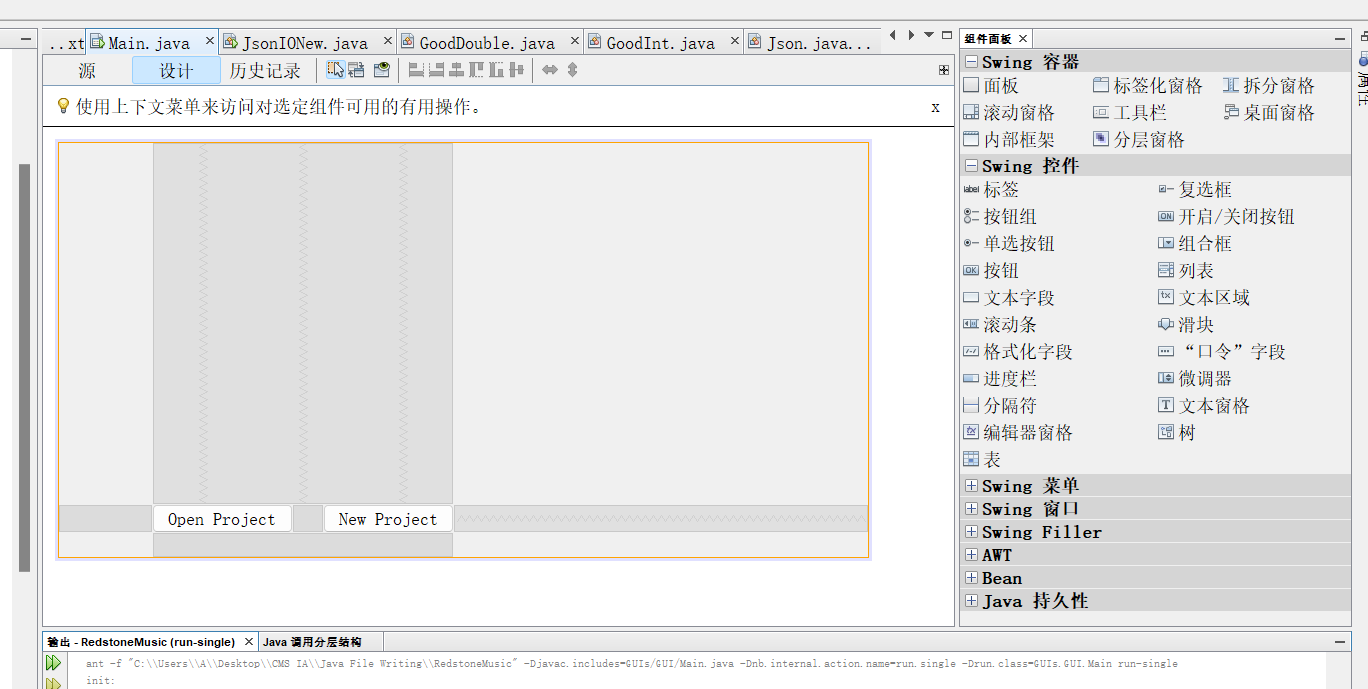 ..xt Main.java × JsonIONew.java × GoodDouble.java × GoodInt.java × Json.java...
源 设计 历史记录
使用上下文菜单来访问对选定组件可用的有用操作。 x
Open Project New Project
组件面板 ×
Swing 容器
面板 标签化窗格 拆分窗格
滚动窗格 工具栏 桌面窗格
内部框架 分层窗格
Swing 控件
label 标签 复选框
按钮组 ON 开启/关闭按钮
单选按钮 组合框
OK 按钮 列表
文本字段 文本区域
滚动条 滑块
格式化字段 “口令”字段
进度栏 微调器
分隔符 T 文本窗格
编辑器窗格 树
表
Swing 菜单
Swing 窗口
Swing Filler
AWT
Bean
Java 持久性
属性
输出 - RedstoneMusic (run-single) × Java 调用分层结构
ant -f "C:\\Users\\A\\Desktop\\CMS IA\\Java File Writing\\RedstoneMusic" -Djavac.includes=GUIs/GUI/Main.java -Dnb.internal.action.name=run.single -Drun.class=GUIs.GUI.Main run-single
init: